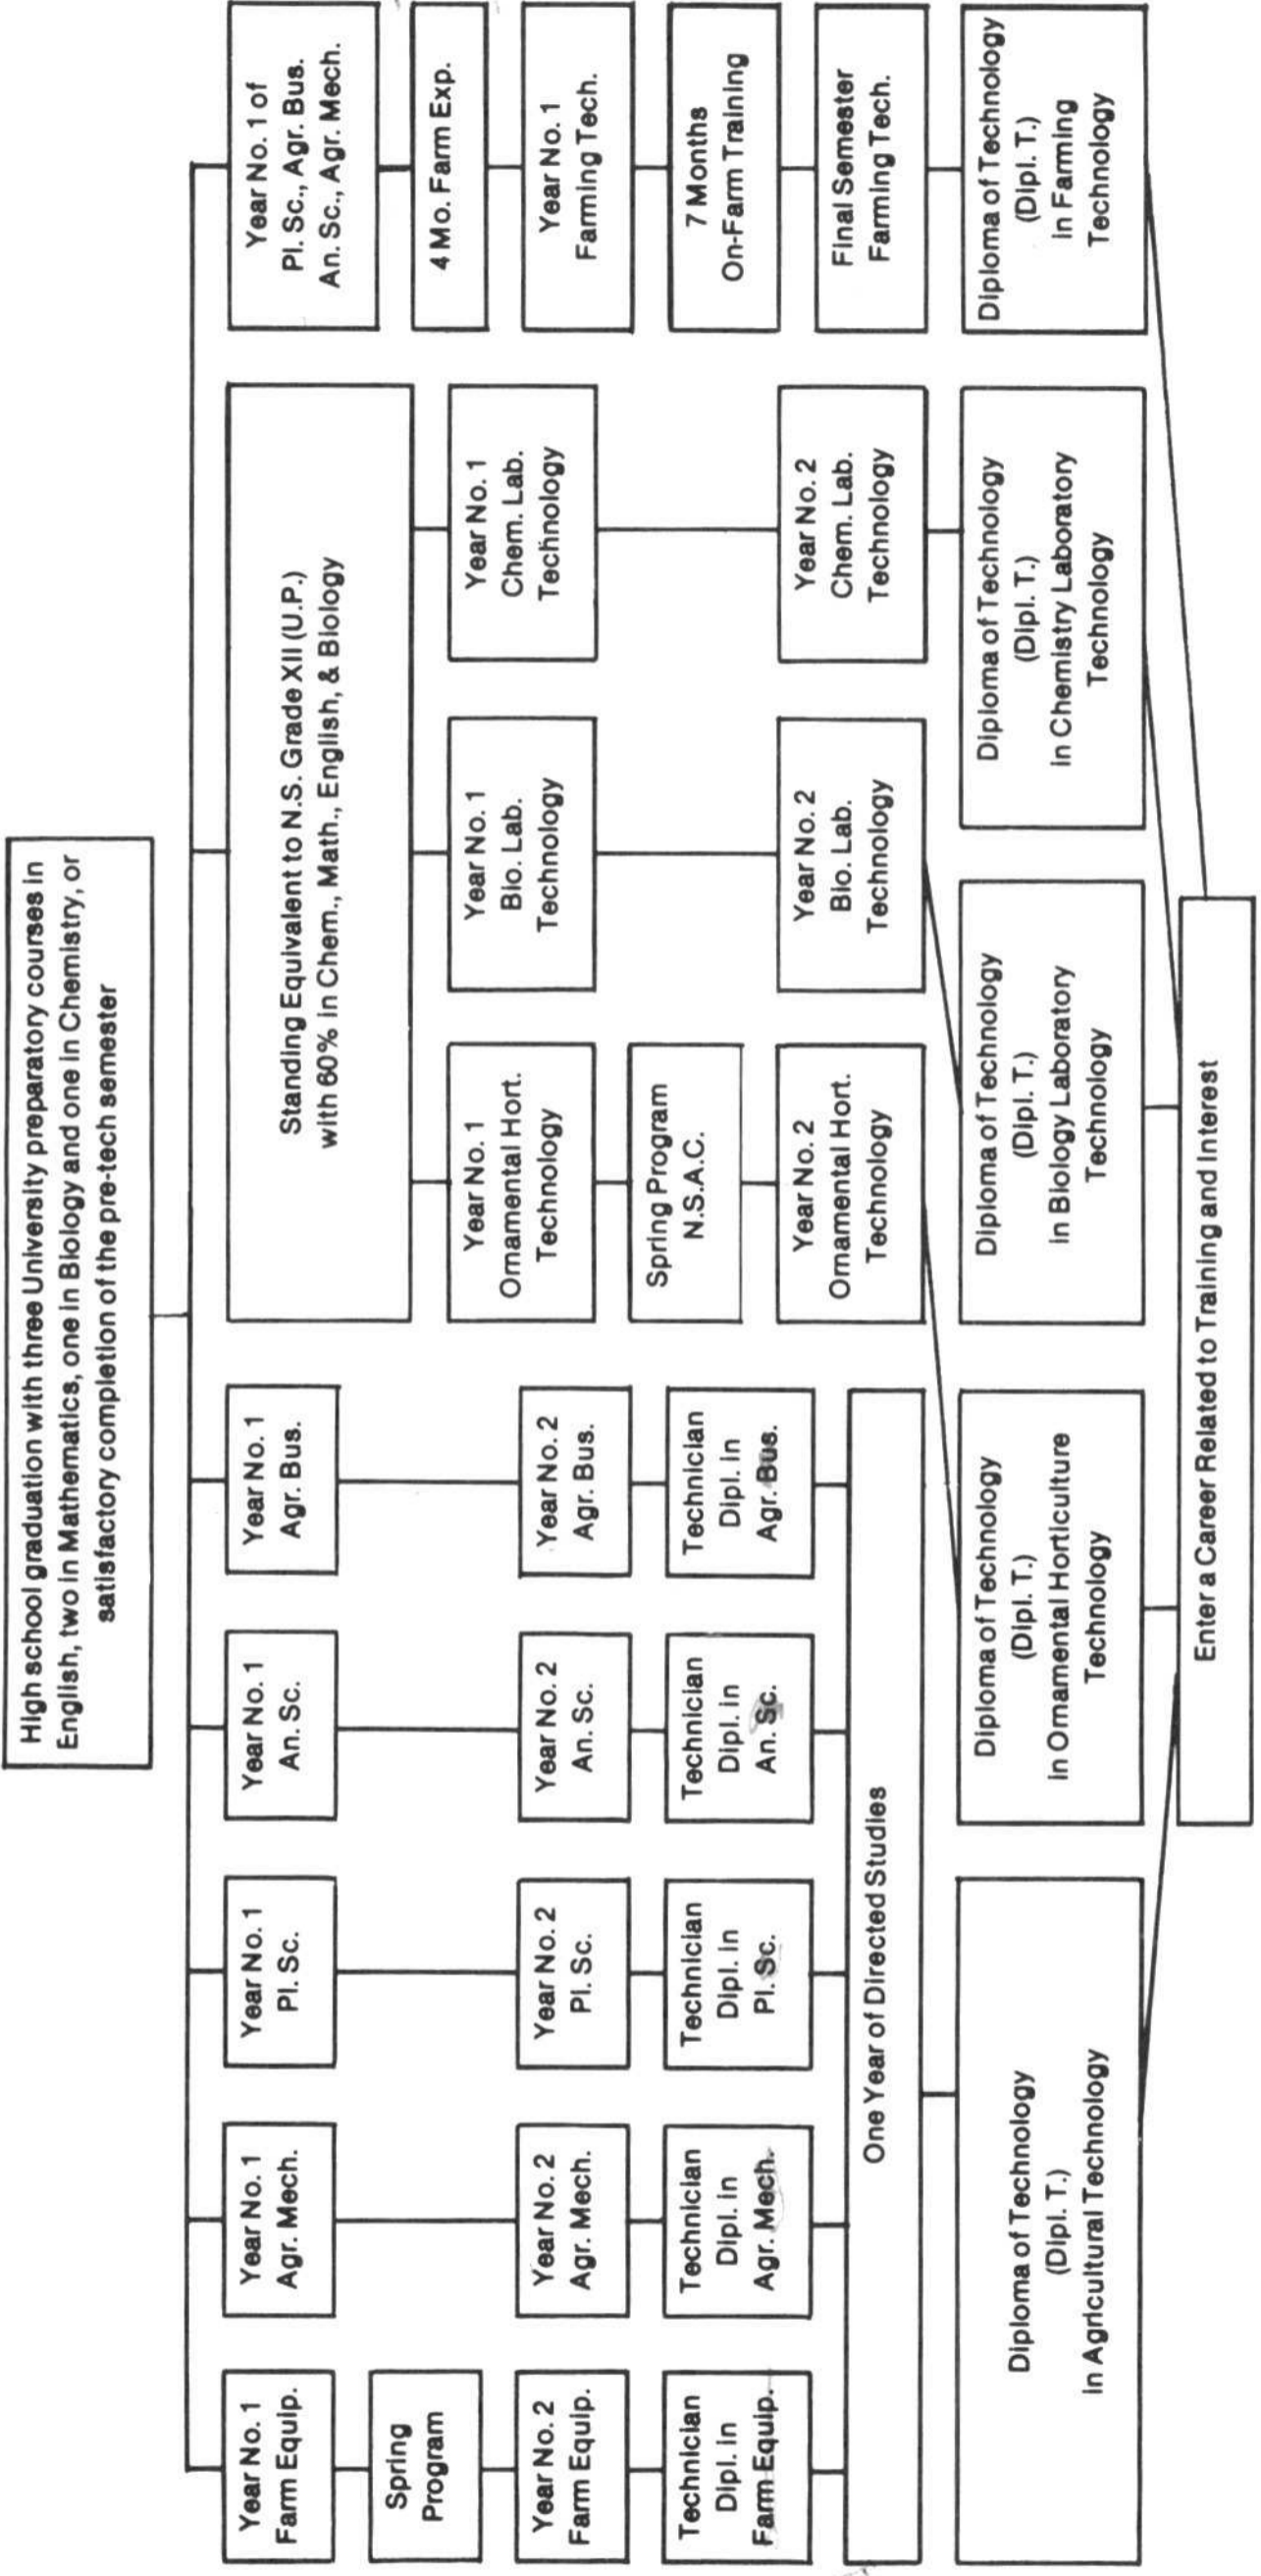 High school graduation with three University preparatory courses in
English, two in Mathematics, one in Biology and one in Chemistry, or
satisfactory completion of the pre-tech semester
Year No. 1
Farm Equip.
Spring
Program
Year No. 2
Farm Equip.
Technician
Dipl. in
Farm Equip.
Year No. 1
Agr. Mech.
Year No. 2
Agr. Mech.
Technician
Dipl. in
Agr. Mech.
Year No. 1
Pl. Sc.
Year No. 2
Pl. Sc.
Technician
Dipl. in
Pl. Sc.
Year No. 1
An. Sc.
Year No. 2
An. Sc.
Technician
Dipl. in
An. Sc.
Year No. 1
Agr. Bus.
Year No. 2
Agr. Bus.
Technician
Dipl. in
Agr. Bus.
One Year of Directed Studies
Standing Equivalent to N.S. Grade XII (U.P.)
with 60% in Chem., Math., English, & Biology
Year No. 1
Ornamental Hort.
Technology
Spring Program
N.S.A.C.
Year No. 2
Ornamental Hort.
Technology
Year No. 1
Bio. Lab.
Technology
Year No. 2
Bio. Lab.
Technology
Year No. 1
Chem. Lab.
Technology
Year No. 2
Chem. Lab.
Technology
Year No. 1 of
Pl. Sc., Agr. Bus.
An. Sc., Agr. Mech.
4 Mo. Farm Exp.
Year No. 1
Farming Tech.
7 Months
On-Farm Training
Final Semester
Farming Tech.
Diploma of Technology
(Dipl. T.)
in Agricultural Technology
Diploma of Technology
(Dipl. T.)
in Ornamental Horticulture
Technology
Diploma of Technology
(Dipl. T.)
in Biology Laboratory
Technology
Diploma of Technology
(Dipl. T.)
in Chemistry Laboratory
Technology
Diploma of Technology
(Dipl. T.)
in Farming
Technology
Enter a Career Related to Training and Interest